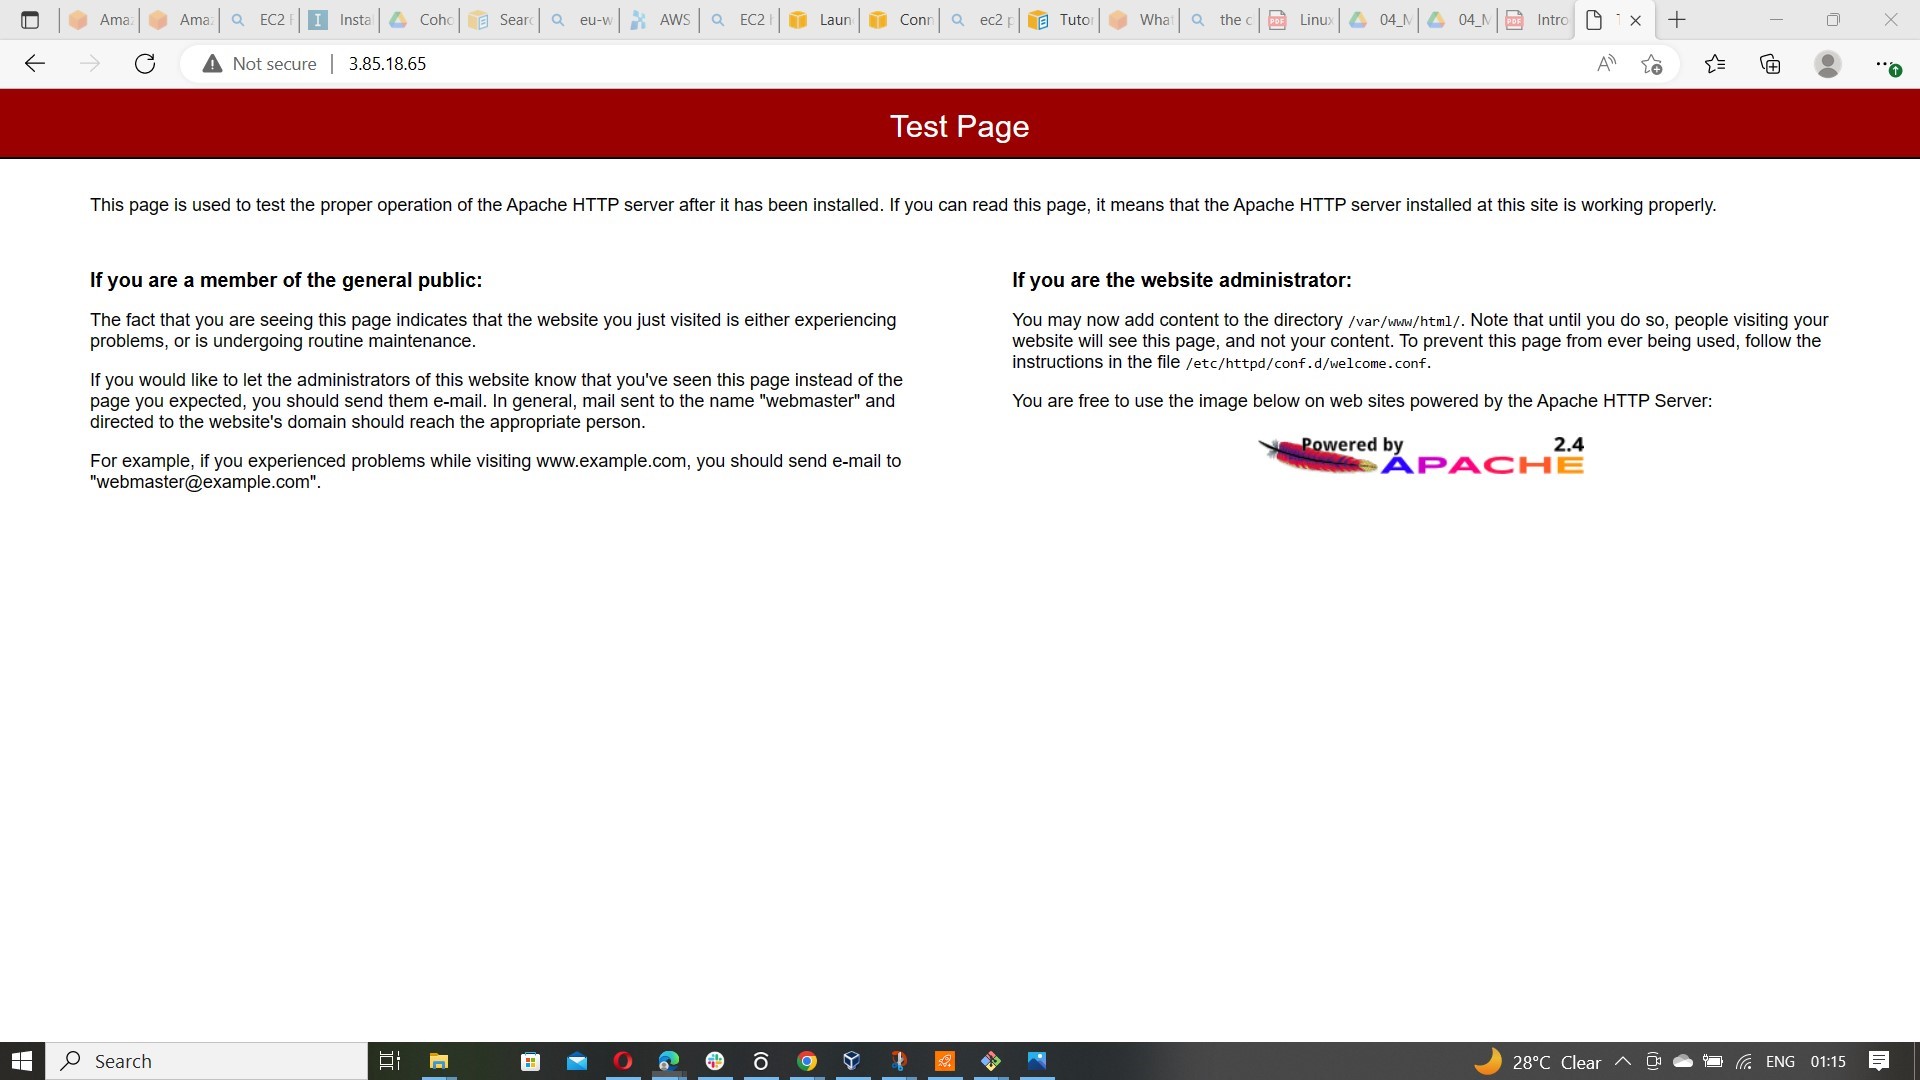 Ama: Ama: EC2 Insta Coho Sear eu-w AWS EC2 Laun Conn ec2 p Tuto What the c Linux 04_M 04_M Intro
Not secure 3.85.18.65
Test Page
This page is used to test the proper operation of the Apache HTTP server after it has been installed. If you can read this page, it means that the Apache HTTP server installed at this site is working properly.
If you are a member of the general public:
The fact that you are seeing this page indicates that the website you just visited is either experiencing
problems, or is undergoing routine maintenance.
If you would like to let the administrators of this website know that you've seen this page instead of the
page you expected, you should send them e-mail. In general, mail sent to the name "webmaster" and
directed to the website's domain should reach the appropriate person.
For example, if you experienced problems while visiting www.example.com, you should send e-mail to
"webmaster@example.com".
If you are the website administrator:
You may now add content to the directory /var/www/html/. Note that until you do so, people visiting your
website will see this page, and not your content. To prevent this page from ever being used, follow the
instructions in the file /etc/httpd/conf.d/welcome.conf.
You are free to use the image below on web sites powered by the Apache HTTP Server:
Powered by 2.4
APACHE
Search 28°C Clear ENG 01:15